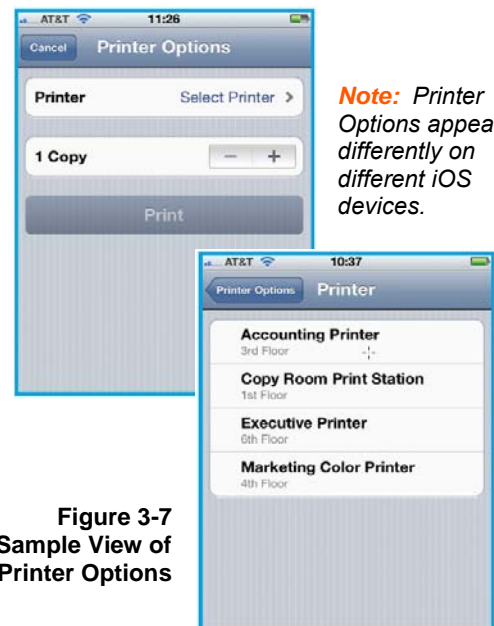 AT&T 11:26
Cancel Printer Options
Printer Select Printer >
1 Copy - +
Print
Note: Printer
Options appea
differently on
different iOS
devices.
AT&T 10:37
Printer Options Printer
Accounting Printer
3rd Floor
Copy Room Print Station
1st Floor
Executive Printer
6th Floor
Marketing Color Printer
4th Floor
Figure 3-7
Sample View of
Printer Options